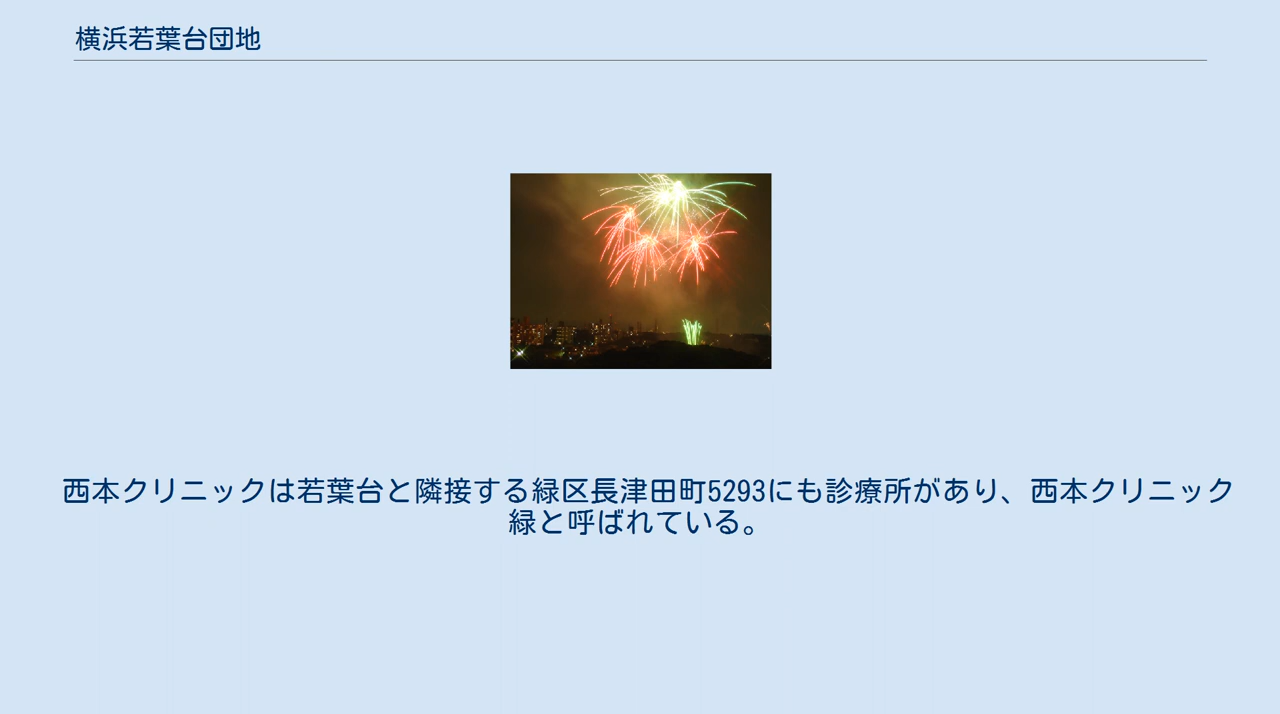 横浜若葉台団地
西本クリニックは若葉台と隣接する緑区長津田町5293にも診療所があり、西本クリニック
緑と呼ばれている。